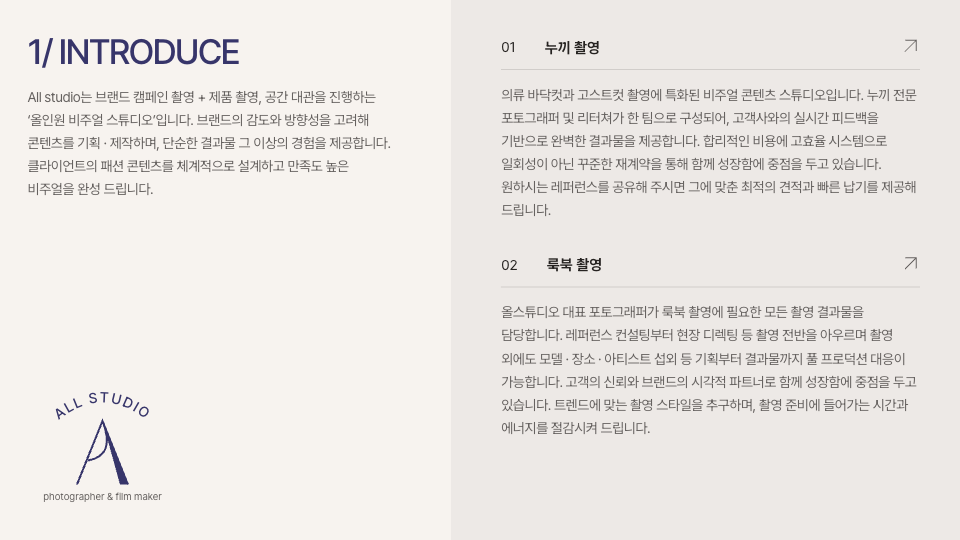 1/ INTRODUCE
All studio는 브랜드 캠페인 촬영 + 제품 촬영, 공간 대관을 진행하는
'올인원 비주얼 스튜디오'입니다. 브랜드의 감도와 방향성을 고려해
콘텐츠를 기획 · 제작하며, 단순한 결과물 그 이상의 경험을 제공합니다.
클라이언트의 패션 콘텐츠를 체계적으로 설계하고 만족도 높은
비주얼을 완성 드립니다.
ALL STUDIO
photographer & film maker
01 누끼 촬영
의류 바닥컷과 고스트컷 촬영에 특화된 비주얼 콘텐츠 스튜디오입니다. 누끼 전문
포토그래퍼 및 리터쳐가 한 팀으로 구성되어, 고객사와의 실시간 피드백을
기반으로 완벽한 결과물을 제공합니다. 합리적인 비용에 고효율 시스템으로
일회성이 아닌 꾸준한 재계약을 통해 함께 성장함에 중점을 두고 있습니다.
원하시는 레퍼런스를 공유해 주시면 그에 맞춘 최적의 견적과 빠른 납기를 제공해
드립니다.
02 룩북 촬영
올스튜디오 대표 포토그래퍼가 룩북 촬영에 필요한 모든 촬영 결과물을
담당합니다. 레퍼런스 컨설팅부터 현장 디렉팅 등 촬영 전반을 아우르며 촬영
외에도 모델 · 장소 · 아티스트 섭외 등 기획부터 결과물까지 풀 프로덕션 대응이
가능합니다. 고객의 신뢰와 브랜드의 시각적 파트너로 함께 성장함에 중점을 두고
있습니다. 트렌드에 맞는 촬영 스타일을 추구하며, 촬영 준비에 들어가는 시간과
에너지를 절감시켜 드립니다.